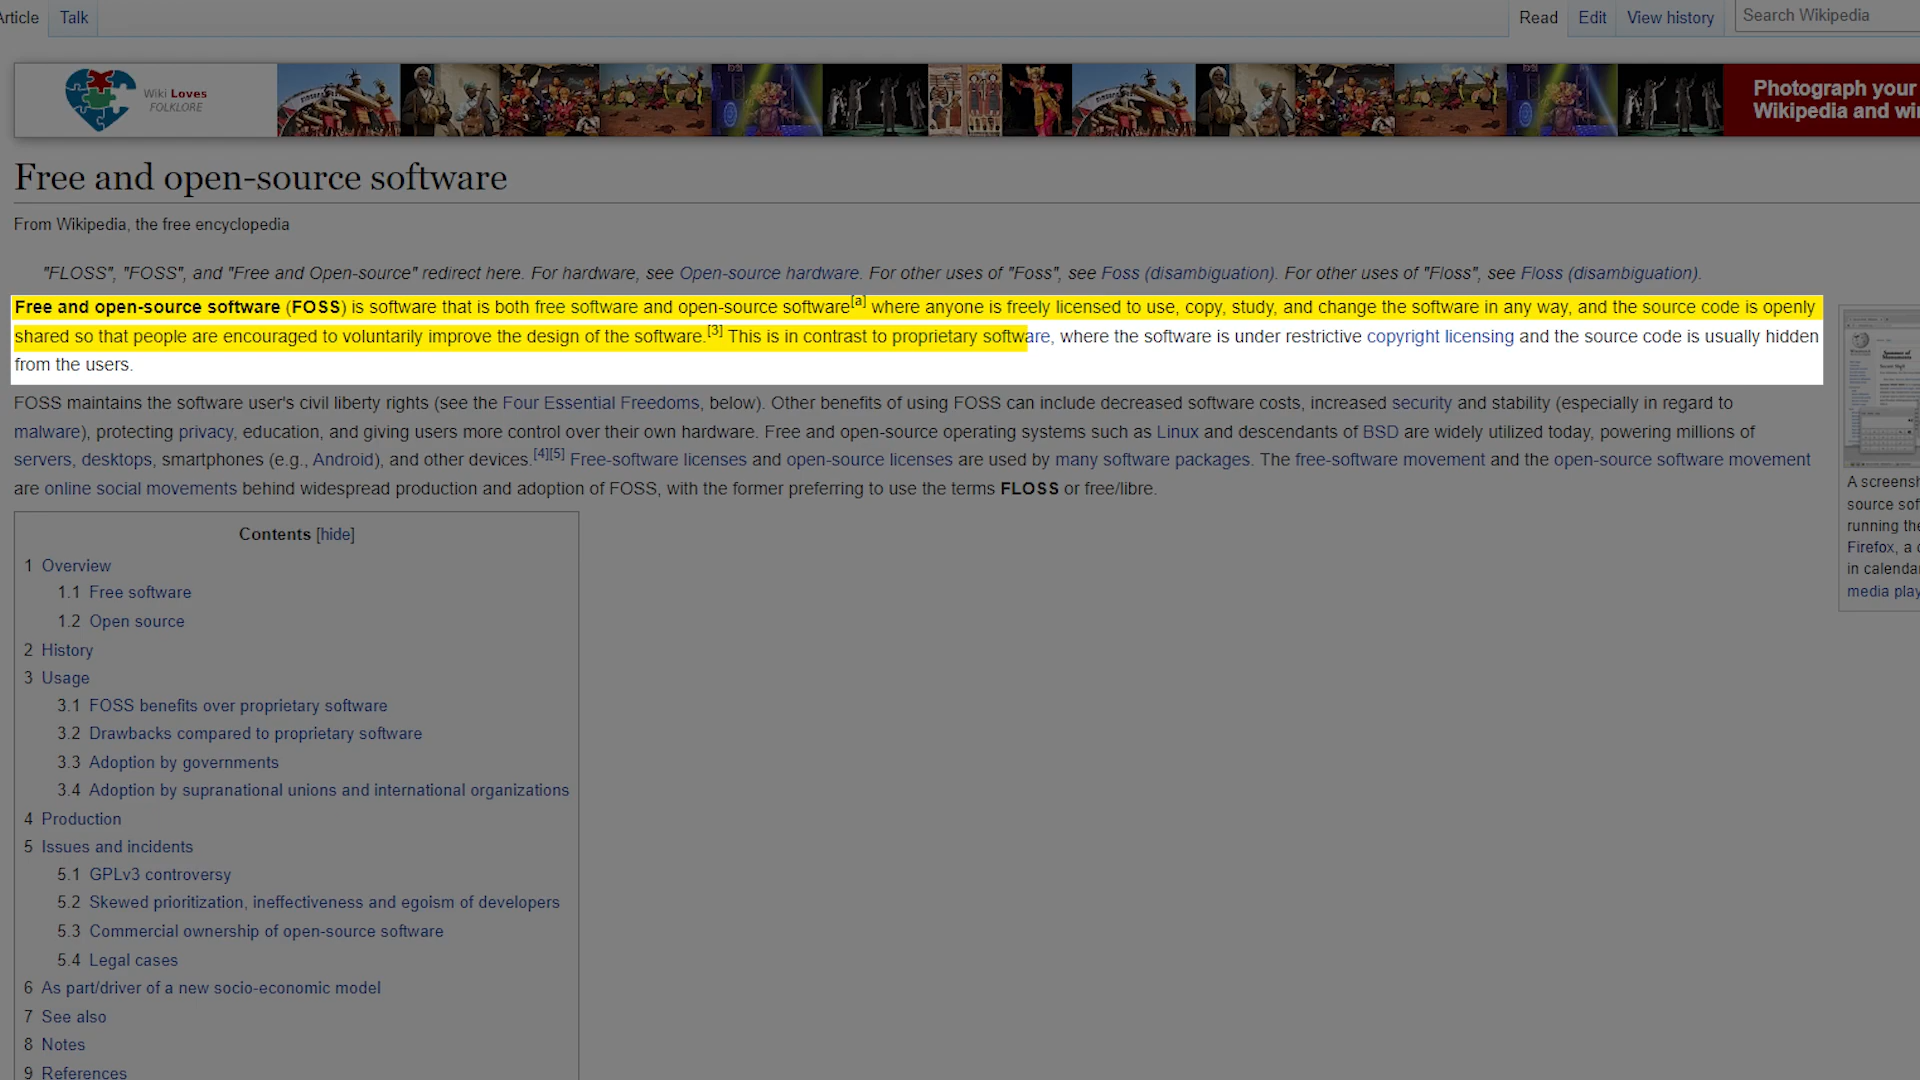 Article Talk Read Edit View history Search Wikipedia
Wiki Loves
FOLKLORE
Photograph your
Wikipedia and
Free and open-source software
From Wikipedia, the free encyclopedia
"FLOSS", "FOSS", and "Free and Open-source" redirect here. For hardware, see Open-source hardware. For other uses of "Foss", see Foss (disambiguation). For other uses of "Floss", see Floss (disambiguation).
Free and open-source software (FOSS) is software that is both free software and open-source software[a] where anyone is freely licensed to use, copy, study, and change the software in any way, and the source code is openly
shared so that people are encouraged to voluntarily improve the design of the software.[3] This is in contrast to proprietary software, where the software is under restrictive copyright licensing and the source code is usually hidden
from the users.
FOSS maintains the software user's civil liberty rights (see the Four Essential Freedoms, below). Other benefits of using FOSS can include decreased software costs, increased security and stability (especially in regard to
malware), protecting privacy, education, and giving users more control over their own hardware. Free and open-source operating systems such as Linux and descendants of BSD are widely utilized today, powering millions of
servers, desktops, smartphones (e.g., Android), and other devices.[4][5] Free-software licenses and open-source licenses are used by many software packages. The free-software movement and the open-source software movement
are online social movements behind widespread production and adoption of FOSS, with the former preferring to use the terms FLOSS or free/libre.
A
source
running the
Firefox, a
in
media
Contents [hide]
1 Overview
1.1 Free software
1.2 Open source
2 History
3 Usage
3.1 FOSS benefits over proprietary software
3.2 Drawbacks compared to proprietary software
3.3 Adoption by governments
3.4 Adoption by supranational unions and international organizations
4 Production
5 Issues and incidents
5.1 GPLv3 controversy
5.2 Skewed prioritization, ineffectiveness and egoism of developers
5.3 Commercial ownership of open-source software
5.4 Legal cases
6 As part/driver of a new socio-economic model
7 See also
8 Notes
9 References